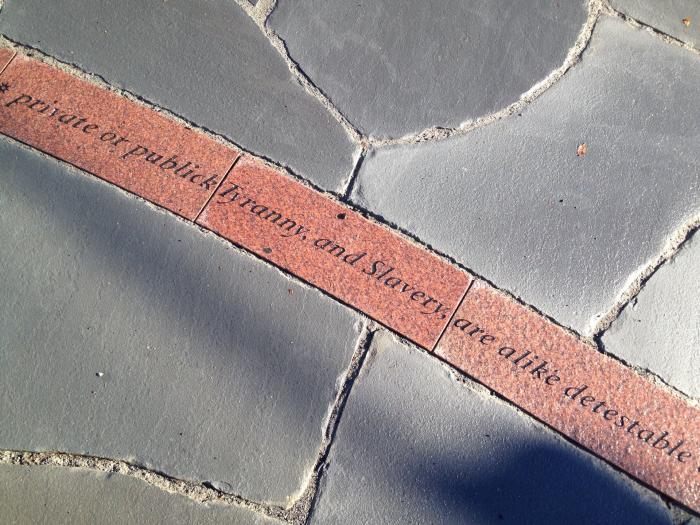 * private or publick Tyranny, and Slavery, are alike detestable